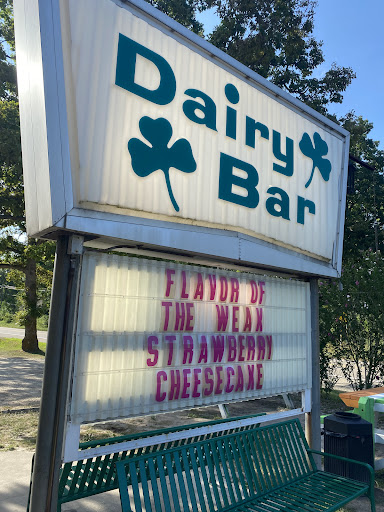 Dairy
Bar
FLAVOR OF
THE WEAK
STRAWBERRY
CHEESECAKE